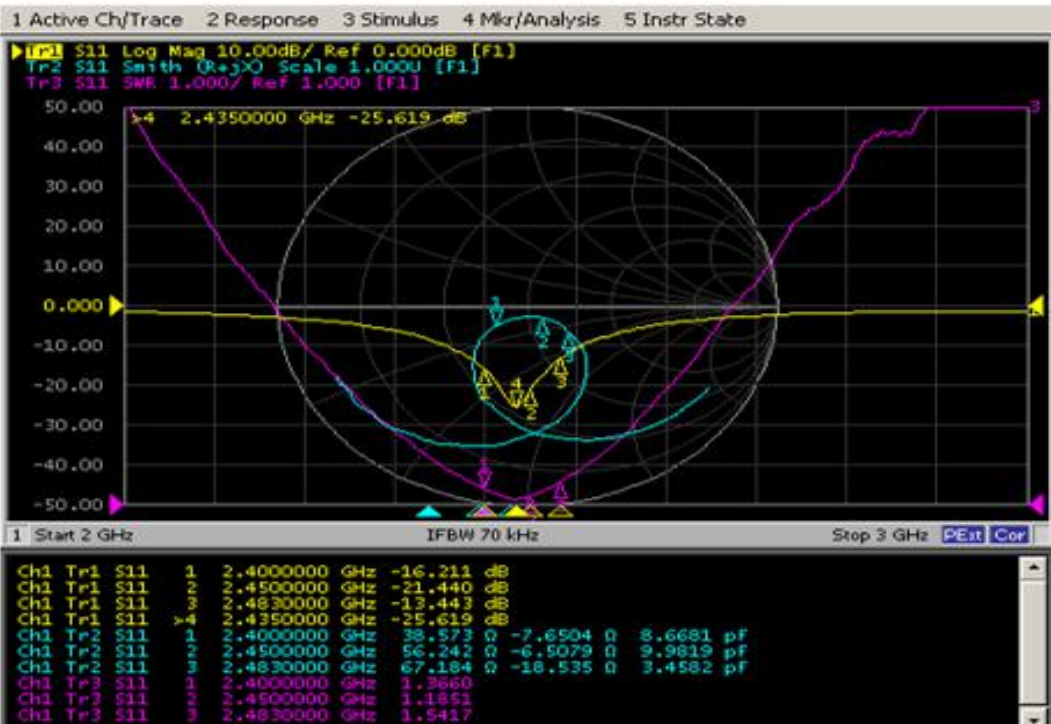 1 Active Ch/Trace 2 Response 3 Stimulus 4 Mkr/Analysis 5 Instr State
Tr1 S11 Log Mag 10.00dB/ Ref 0.000dB [F1]
Tr2 S11 Smith (R+jX) Scale 1.000U [F1]
Tr3 S11 SWR 1.000/ Ref 1.000 [F1]
50.00
>4 2.4350000 GHz -25.619 dB
40.00
30.00
20.00
10.00
0.000
-10.00
-20.00
-30.00
-40.00
-50.00
1 Start 2 GHz IFBW 70 kHz Stop 3 GHz PExt Cor
Ch1 Tr1 S11 1 2.4000000 GHz -16.211 dB
Ch1 Tr1 S11 2 2.4500000 GHz -21.440 dB
Ch1 Tr1 S11 3 2.4830000 GHz -13.443 dB
Ch1 Tr1 S11 >4 2.4350000 GHz -25.619 dB
Ch1 Tr2 S11 1 2.4000000 GHz 38.573 Ω -7.6504 Ω 8.6681 pF
Ch1 Tr2 S11 2 2.4500000 GHz 56.242 Ω -6.5079 Ω 9.9819 pF
Ch1 Tr2 S11 3 2.4830000 GHz 67.184 Ω -18.535 Ω 3.4582 pF
Ch1 Tr3 S11 1 2.4000000 GHz 1.3660
Ch1 Tr3 S11 2 2.4500000 GHz 1.1851
Ch1 Tr3 S11 3 2.4830000 GHz 1.5417